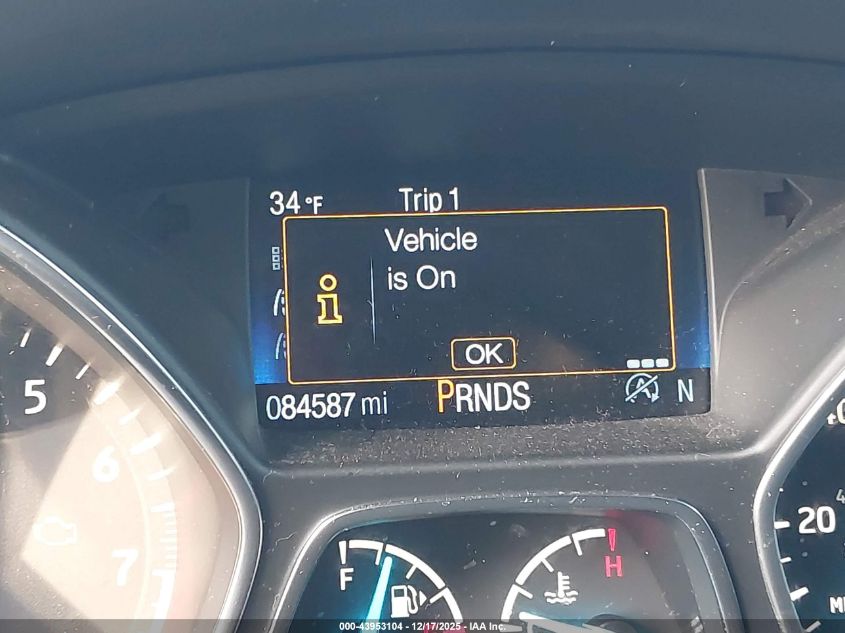 34°F Trip 1
Vehicle
is On
OK
084587 mi PRNDS N
5
6
7
F
H
20
000-43953104 - 12/17/2025 - IAA Inc.